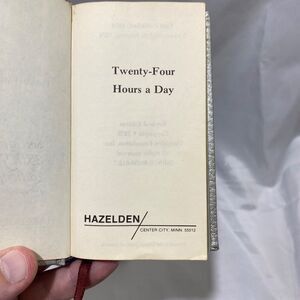 Twenty-Four
Hours a Day
HAZELDEN
CENTER CITY, MINN. 55012